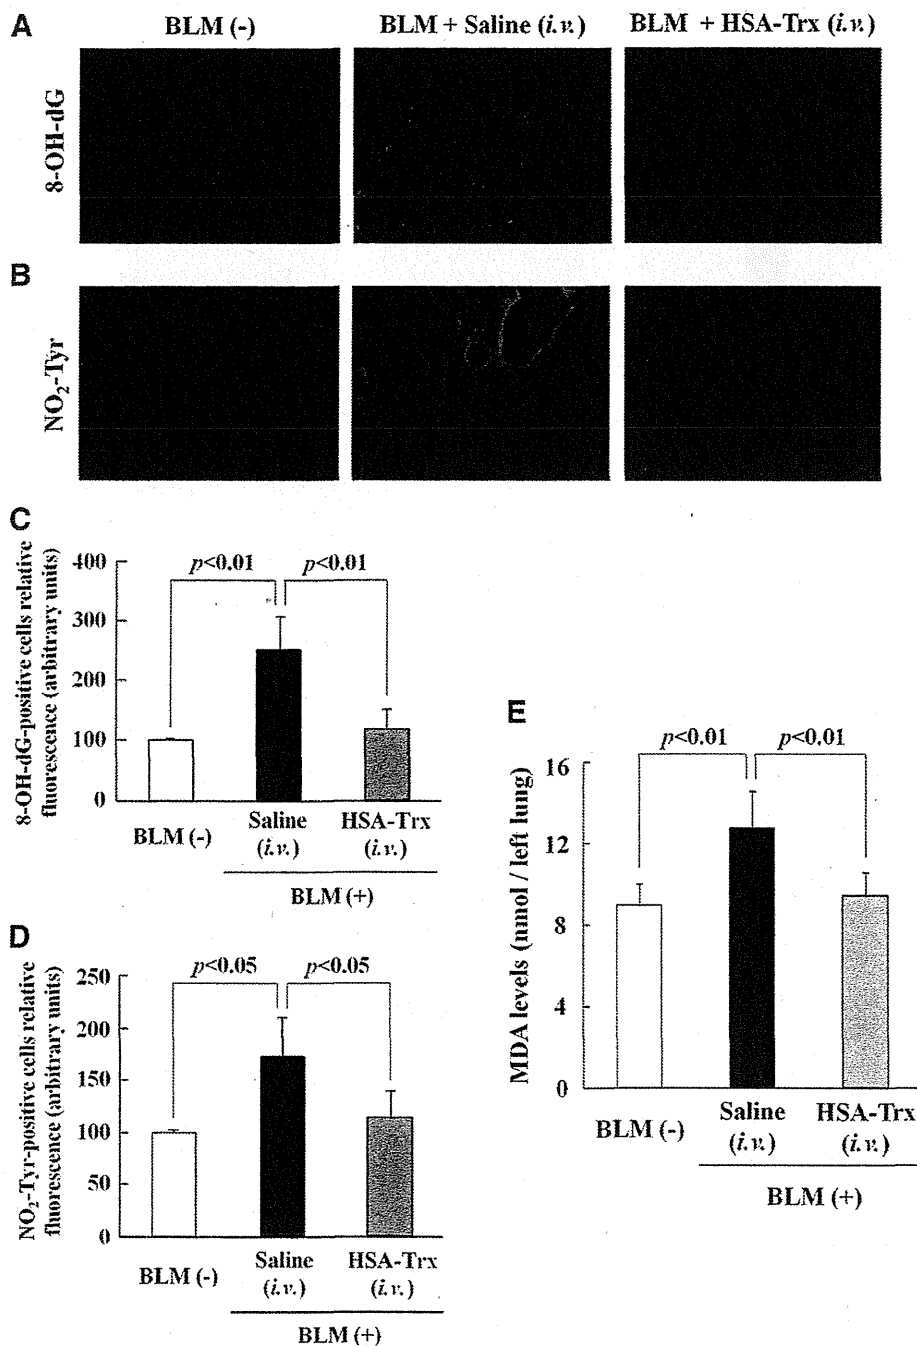 A
BLM (-)
BLM + Saline (i.v.)
BLM + HSA-Trx (i.v.)
8-OH-dG
B
NO2-Tyr
C
8-OH-dG-positive cells relative
fluorescence (arbitrary units)
400
300
200
100
0
p<0.01
p<0.01
BLM (-)
Saline
(i.v.)
HSA-Trx
(i.v.)
BLM (+)
D
NO2-Tyr-positive cells relative
fluorescence (arbitrary units)
250
200
150
100
50
0
p<0.05
p<0.05
BLM (-)
Saline
(i.v.)
HSA-Trx
(i.v.)
BLM (+)
E
MDA levels (nmol / left lung)
16
12
8
4
0
p<0.01
p<0.01
BLM (-)
Saline
(i.v.)
HSA-Trx
(i.v.)
BLM (+)